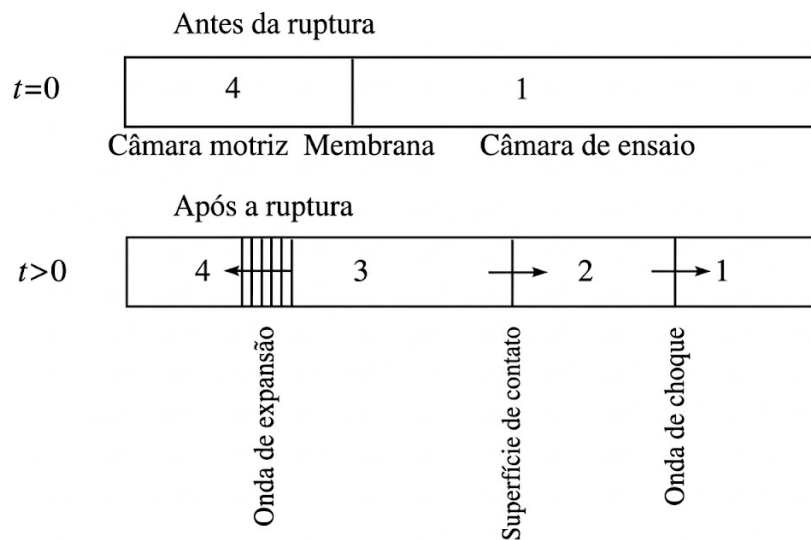 Antes da ruptura
t=0
4
1
Câmara motriz Membrana Câmara de ensaio
Após a ruptura
t>0
4
3
2
1
Onda de expansão
Superfície de contato
Onda de choque